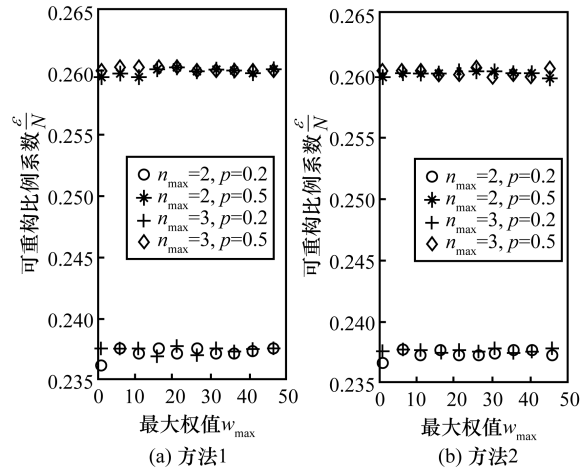 0.265
0.260
0.255
0.250
0.245
0.240
0.235
可重构比例系数 ε/N
n_max=2, p=0.2
n_max=2, p=0.5
n_max=3, p=0.2
n_max=3, p=0.5
0 10 20 30 40 50
最大权值w_max
(a) 方法1
0.265
0.260
0.255
0.250
0.245
0.240
0.235
可重构比例系数 ε/N
n_max=2, p=0.2
n_max=2, p=0.5
n_max=3, p=0.2
n_max=3, p=0.5
0 10 20 30 40 50
最大权值w_max
(b) 方法2